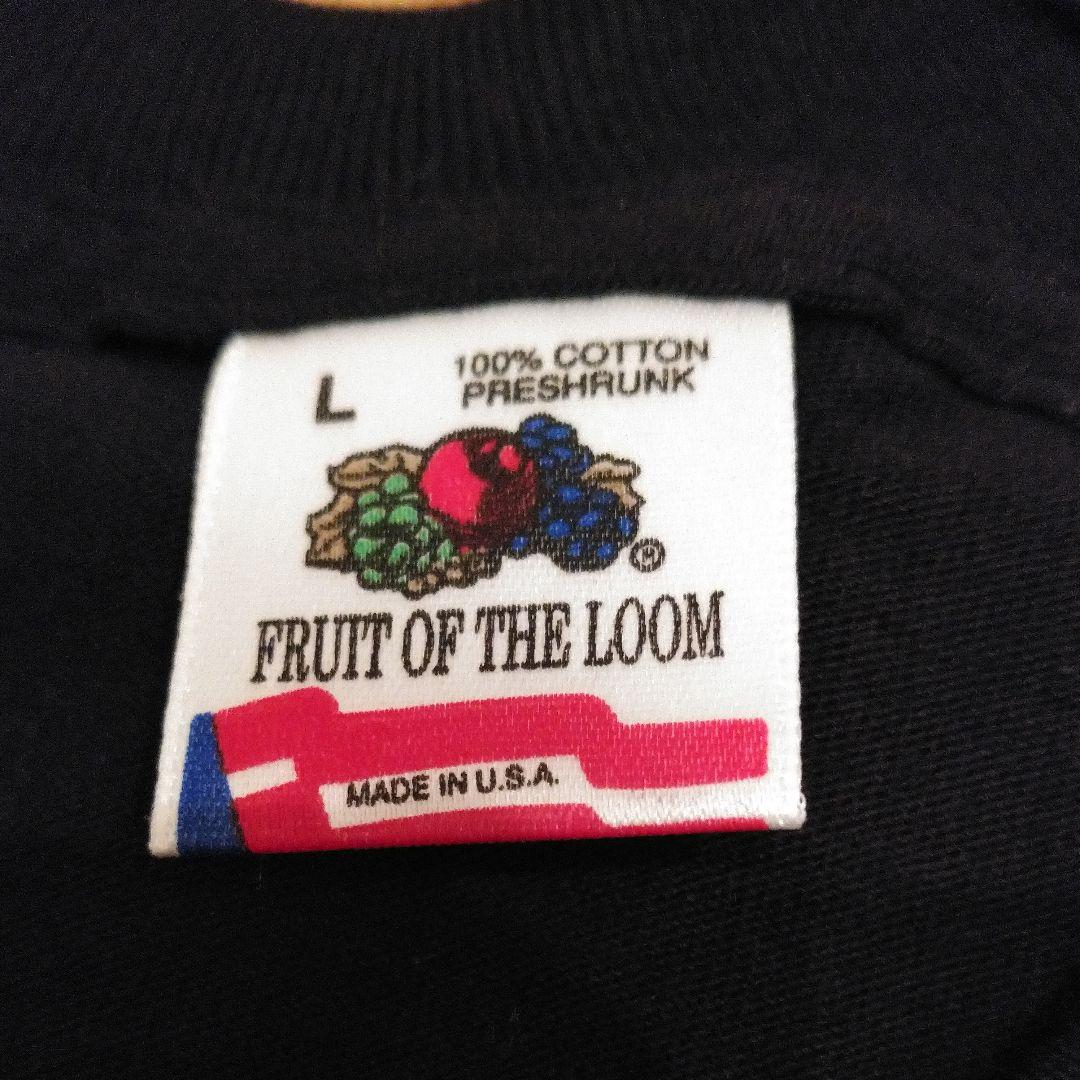 L
100% COTTON
PRESHRUNK
®
FRUIT OF THE LOOM
MADE IN U.S.A.